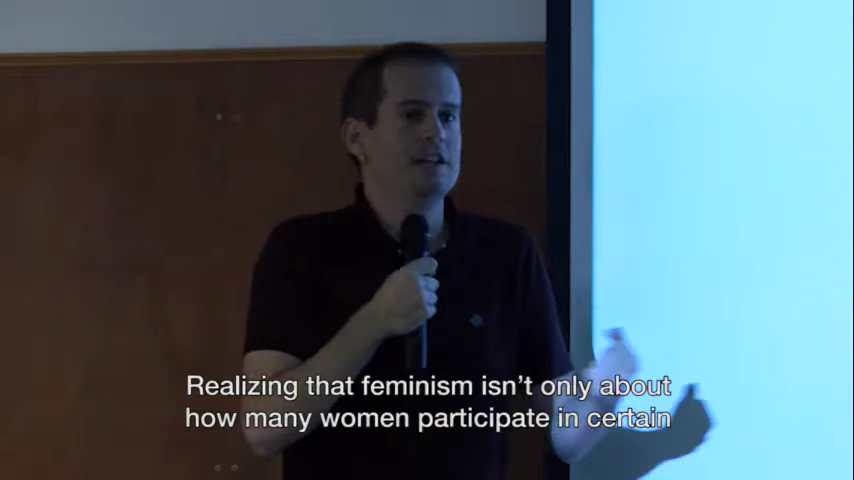 Realizing that feminism isn't only about
how many women participate in certain